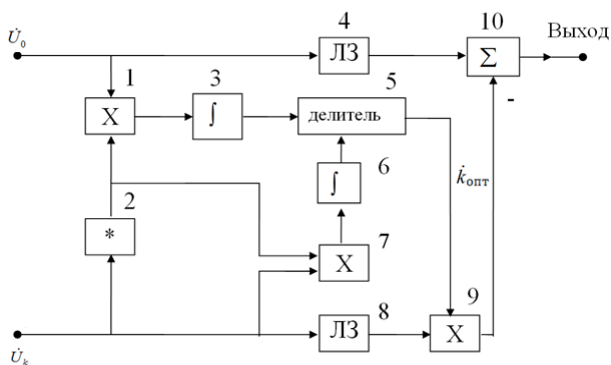 4
10
U̇₀
ЛЗ
Σ
Выход
1
3
5
-
X
∫
делитель
k̇опт
2
∫
6
*
7
X
8
9
U̇ₖ
ЛЗ
X